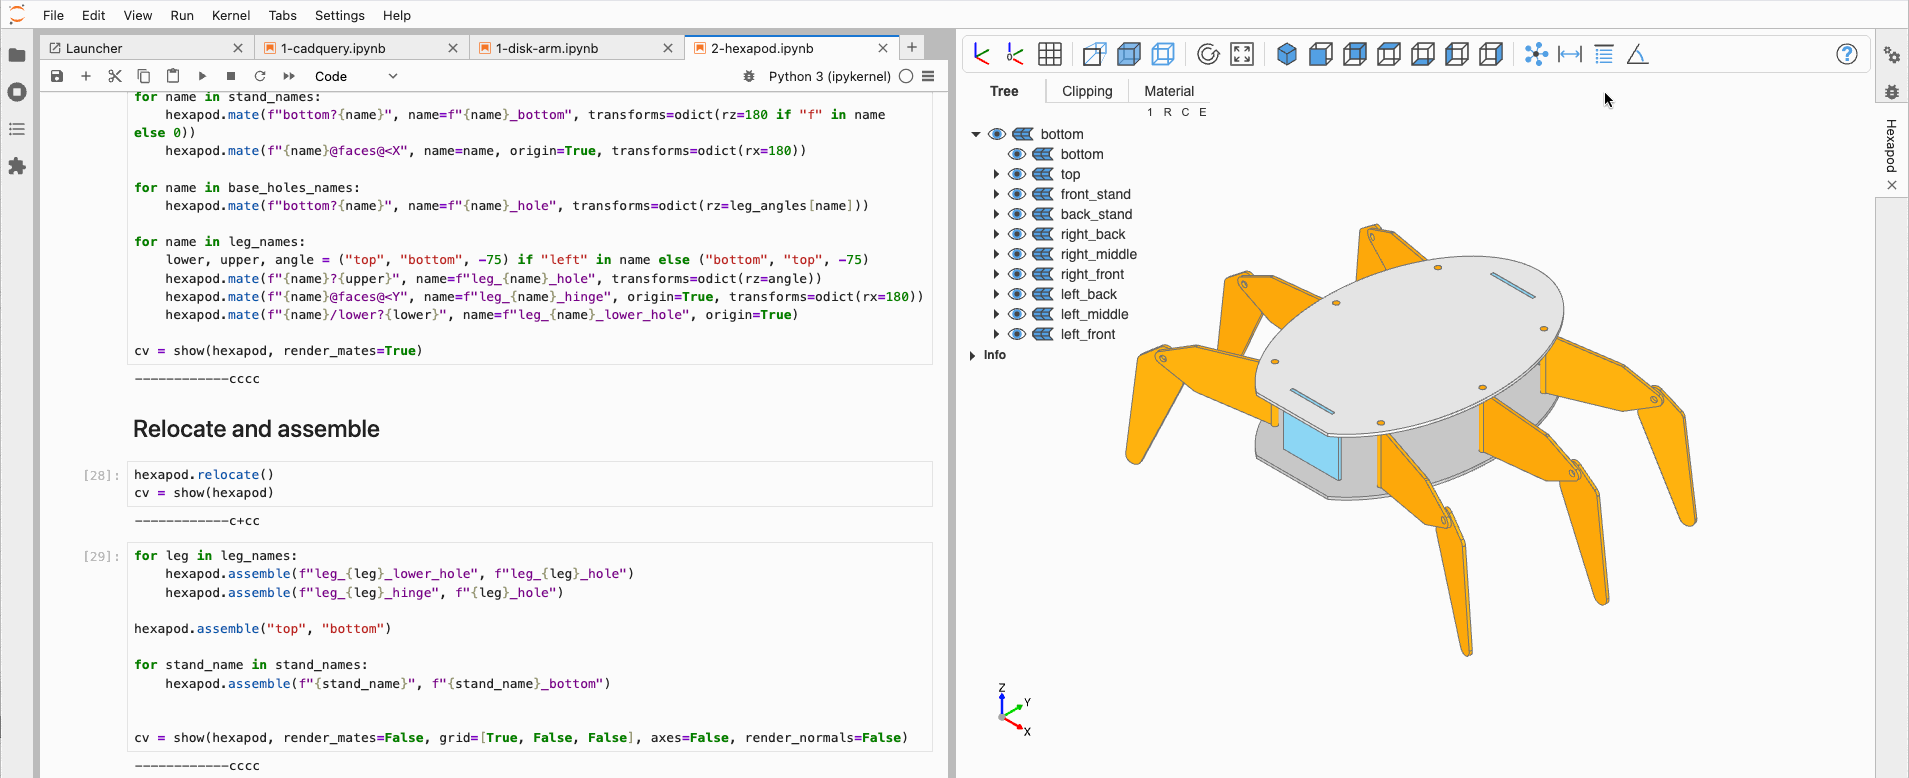 File Edit View Run Kernel Tabs Settings Help
Launcher 1-cadquery.ipynb 1-disk-arm.ipynb 2-hexapod.ipynb
Code Python 3 (ipykernel)
for name in stand_names:
hexapod.mate(f"bottom?{name}", name=f"{name}_bottom", transforms=odict(rz=180 if "f" in name
else 0))
hexapod.mate(f"{name}@faces@<X", name=name, origin=True, transforms=odict(rx=180))
for name in base_holes_names:
hexapod.mate(f"bottom?{name}", name=f"{name}_hole", transforms=odict(rz=leg_angles[name]))
for name in leg_names:
lower, upper, angle = ("top", "bottom", -75) if "left" in name else ("bottom", "top", -75)
hexapod.mate(f"{name}?{upper}", name=f"leg_{name}_hole", transforms=odict(rz=angle))
hexapod.mate(f"{name}@faces@<Y", name=f"leg_{name}_hinge", origin=True, transforms=odict(rx=180))
hexapod.mate(f"{name}/lower?{lower}", name=f"leg_{name}_lower_hole", origin=True)
cv = show(hexapod, render_mates=True)
------------cccc
Relocate and assemble
[28]: hexapod.relocate()
cv = show(hexapod)
------------c+cc
[29]: for leg in leg_names:
hexapod.assemble(f"leg_{leg}_lower_hole", f"leg_{leg}_hole")
hexapod.assemble(f"leg_{leg}_hinge", f"{leg}_hole")
hexapod.assemble("top", "bottom")
for stand_name in stand_names:
hexapod.assemble(f"{stand_name}", f"{stand_name}_bottom")
cv = show(hexapod, render_mates=False, grid=[True, False, False], axes=False, render_normals=False)
------------cccc
?
Tree Clipping Material
1 R C E
bottom
bottom
top
front_stand
back_stand
right_back
right_middle
right_front
left_back
left_middle
left_front
Info
Z
Y
X
Hexapod